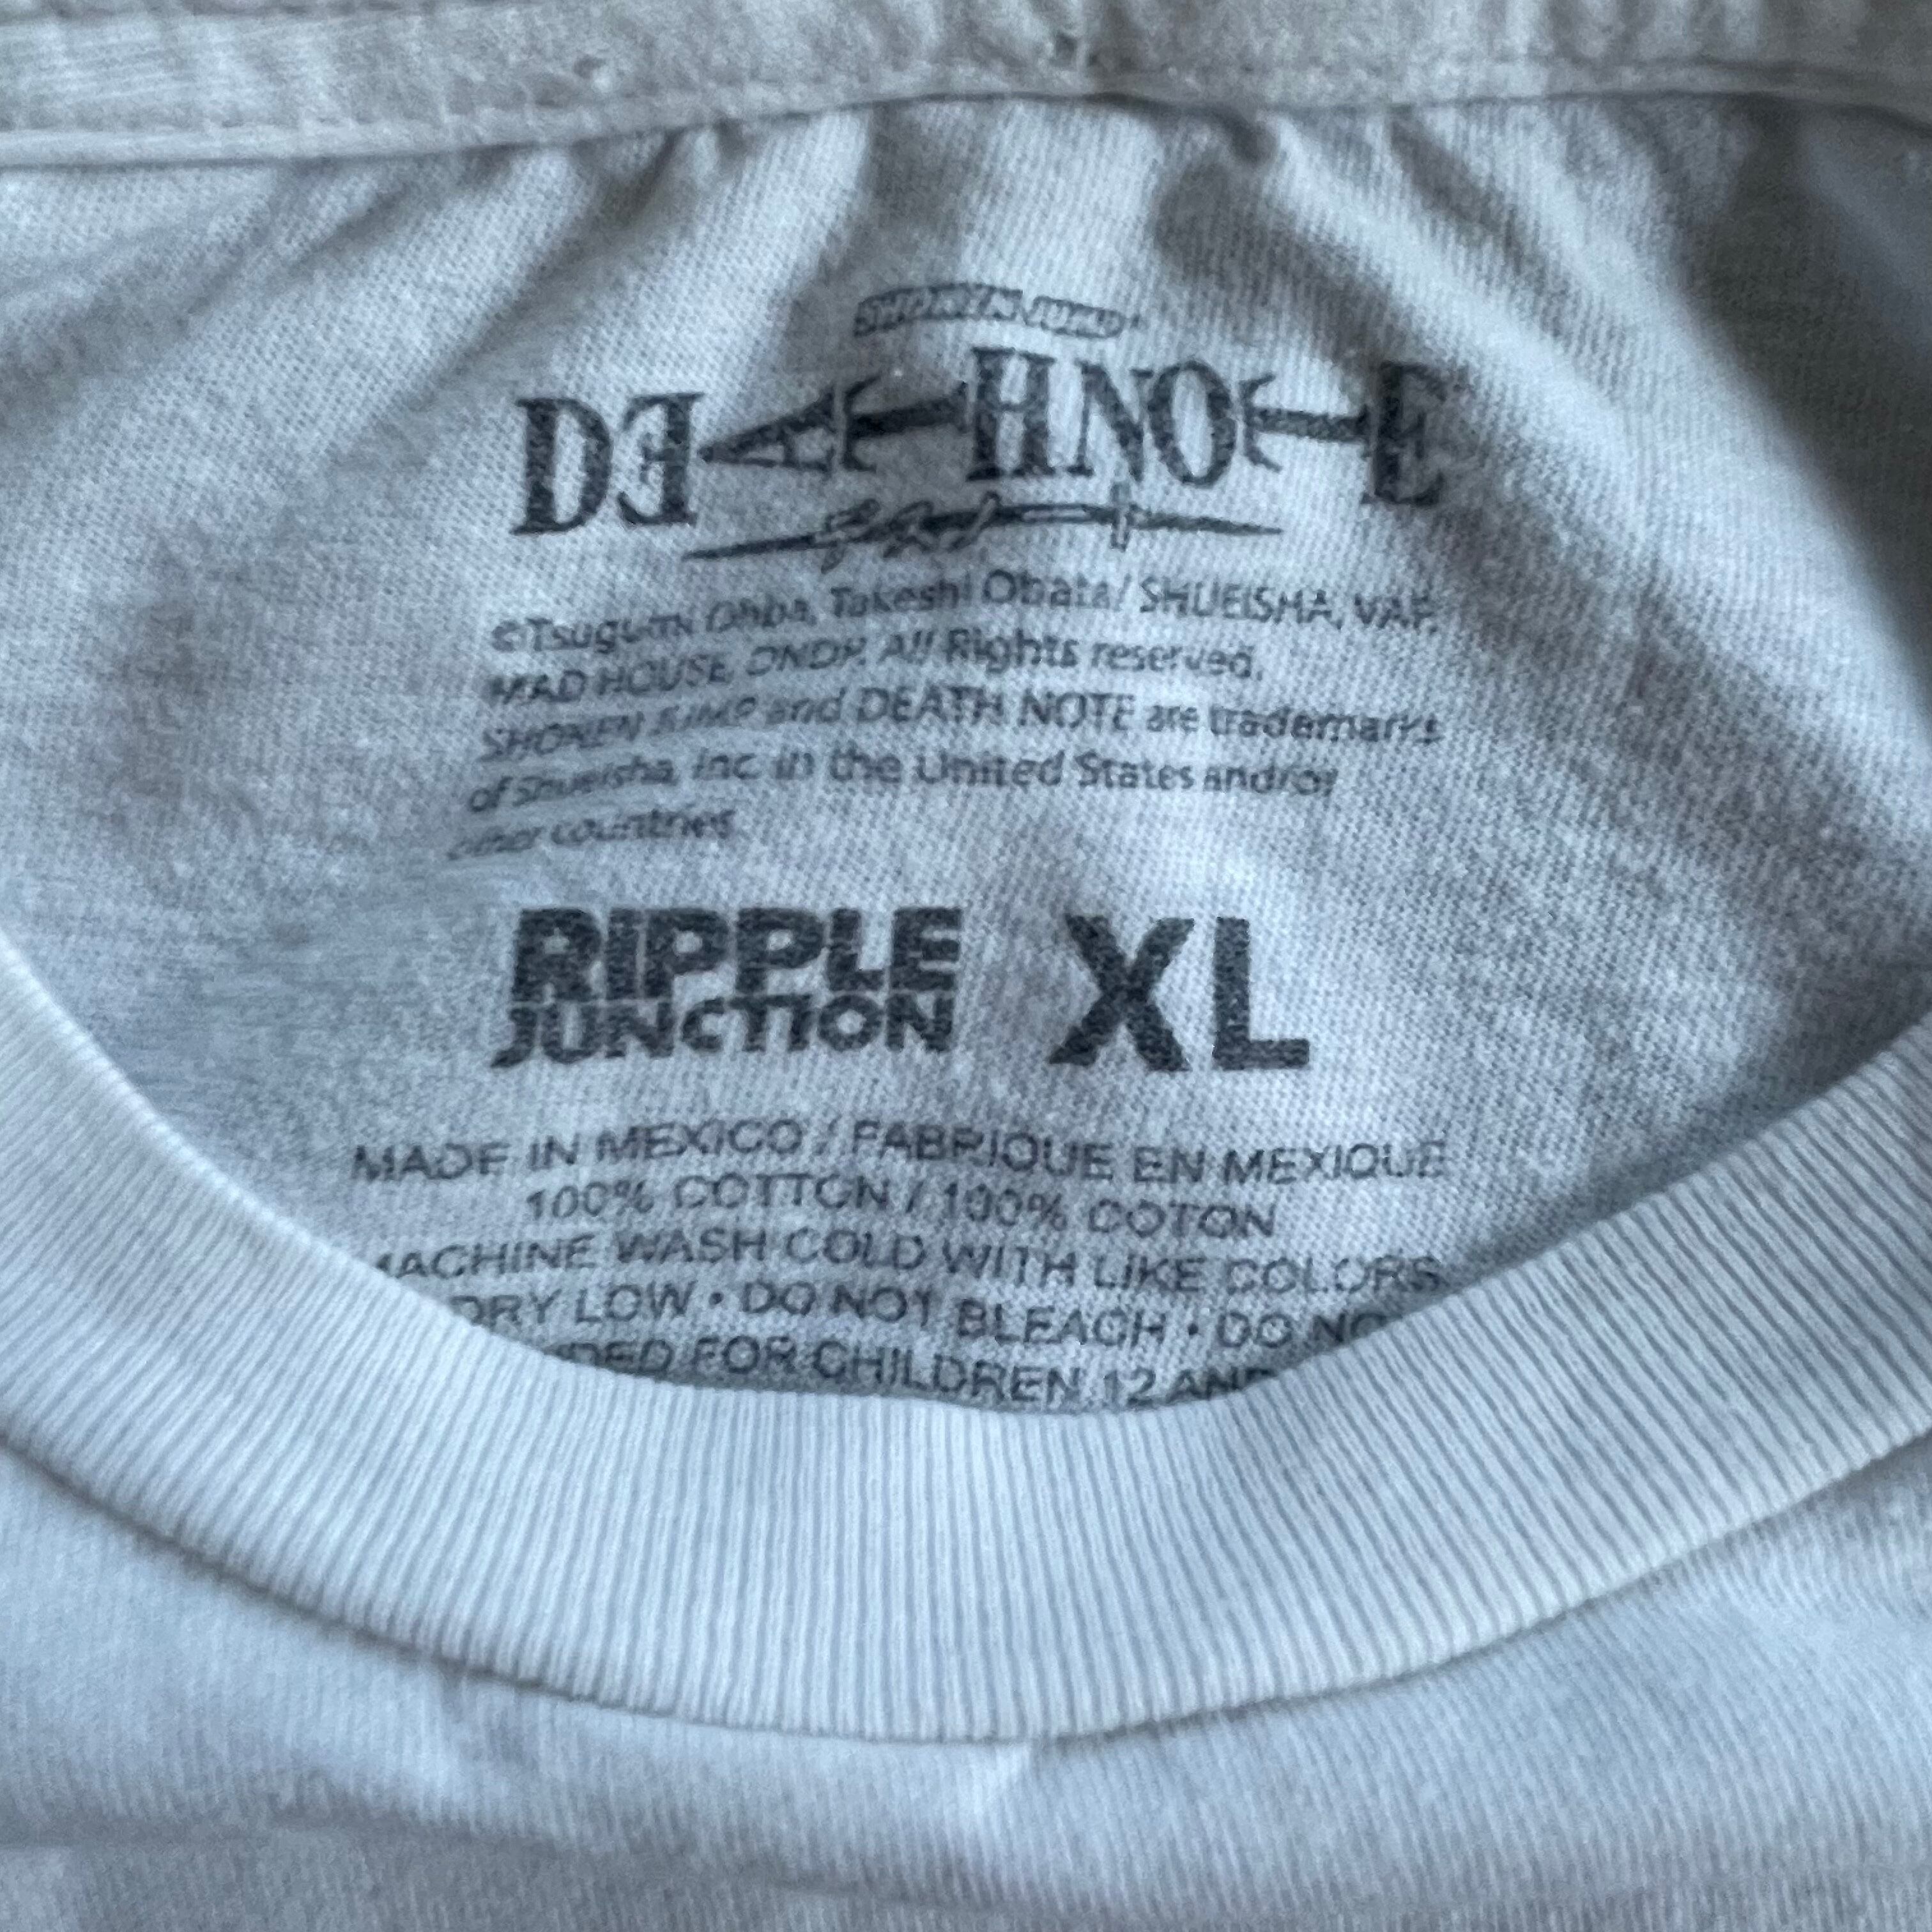 SHONEN JUMP
DEATH NOTE
©Tsugumi Ohba, Takeshi Obata/ SHUEISHA, VAP,
MAD HOUSE, DNDP. All Rights reserved.
SHONEN JUMP and DEATH NOTE are trademarks
of Shueisha, Inc. in the United States and/or
other countries.
RIPPLE
JUNCTION
XL
MADE IN MEXICO / FABRIQUE EN MEXIQUE
100% COTTON / 100% COTON
MACHINE WASH COLD WITH LIKE COLORS
DRY LOW • DO NOT BLEACH • DO NO
DED FOR CHILDREN 12 AND